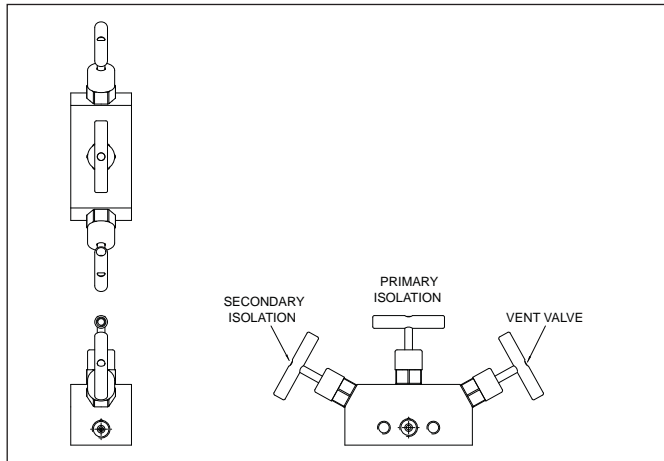 PRIMARY
ISOLATION
SECONDARY
ISOLATION
VENT VALVE